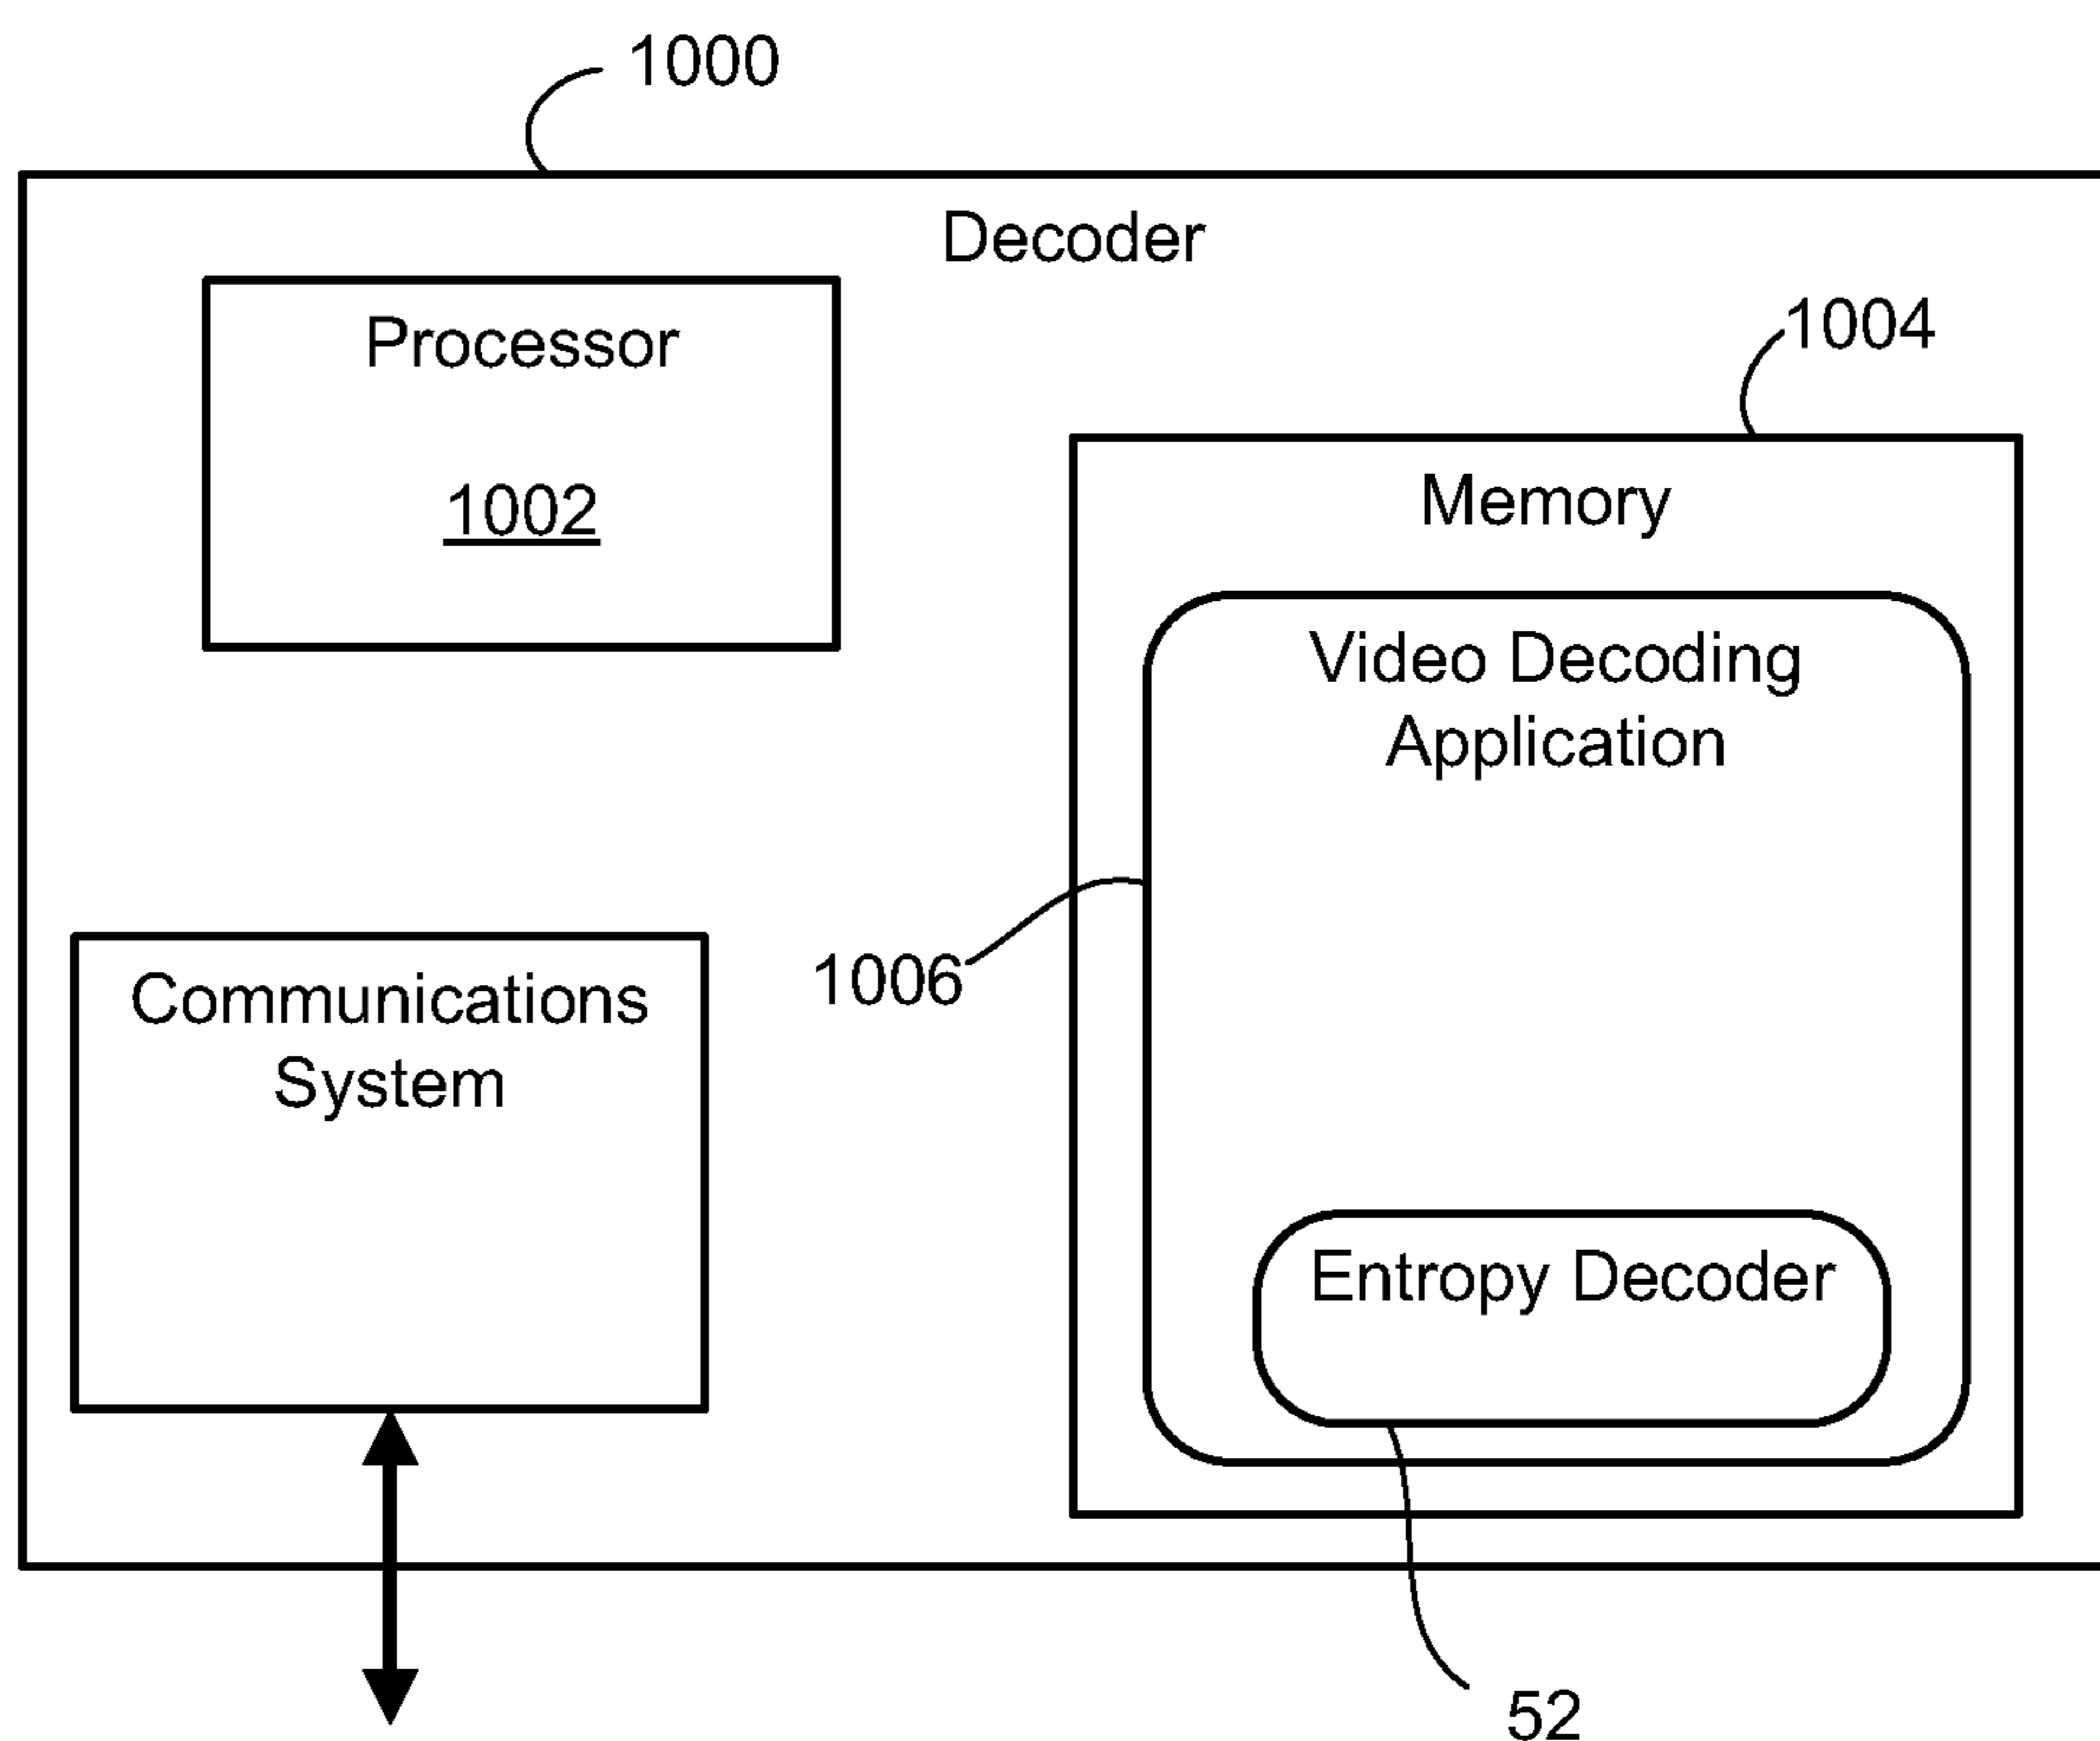 1000
Decoder
Processor
1002
1004
Memory
Video Decoding
Application
1006
Communications
System
Entropy Decoder
52